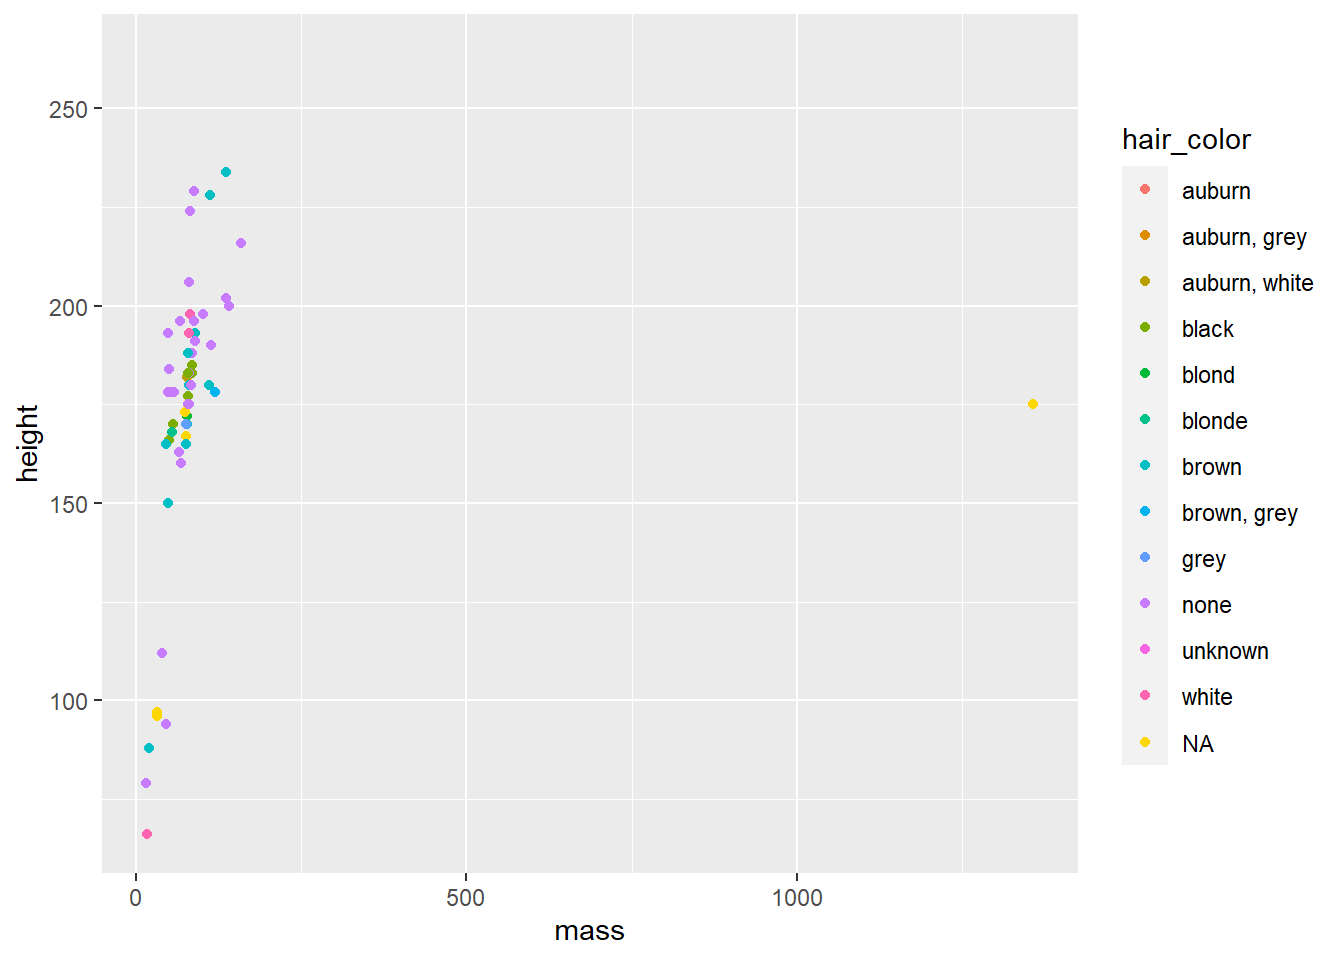 250
200
150
100
height
0
500
1000
mass
hair_color
auburn
auburn, grey
auburn, white
black
blond
blonde
brown
brown, grey
grey
none
unknown
white
NA